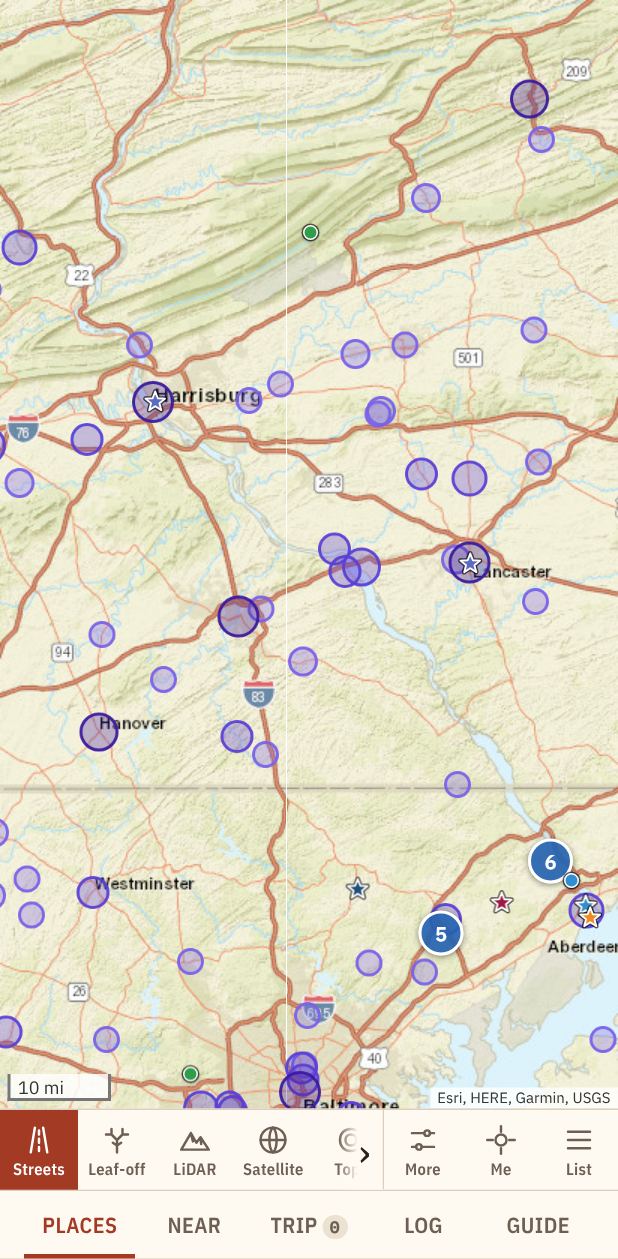 209
22
501
Harrisburg
76
283
Lancaster
94
83
Hanover
6
Westminster
5
Aberdeen
26
695
40
10 mi
Esri, HERE, Garmin, USGS
Baltimore
Streets
Leaf-off
LiDAR
Satellite
Top
More
Me
List
PLACES
NEAR
TRIP 0
LOG
GUIDE